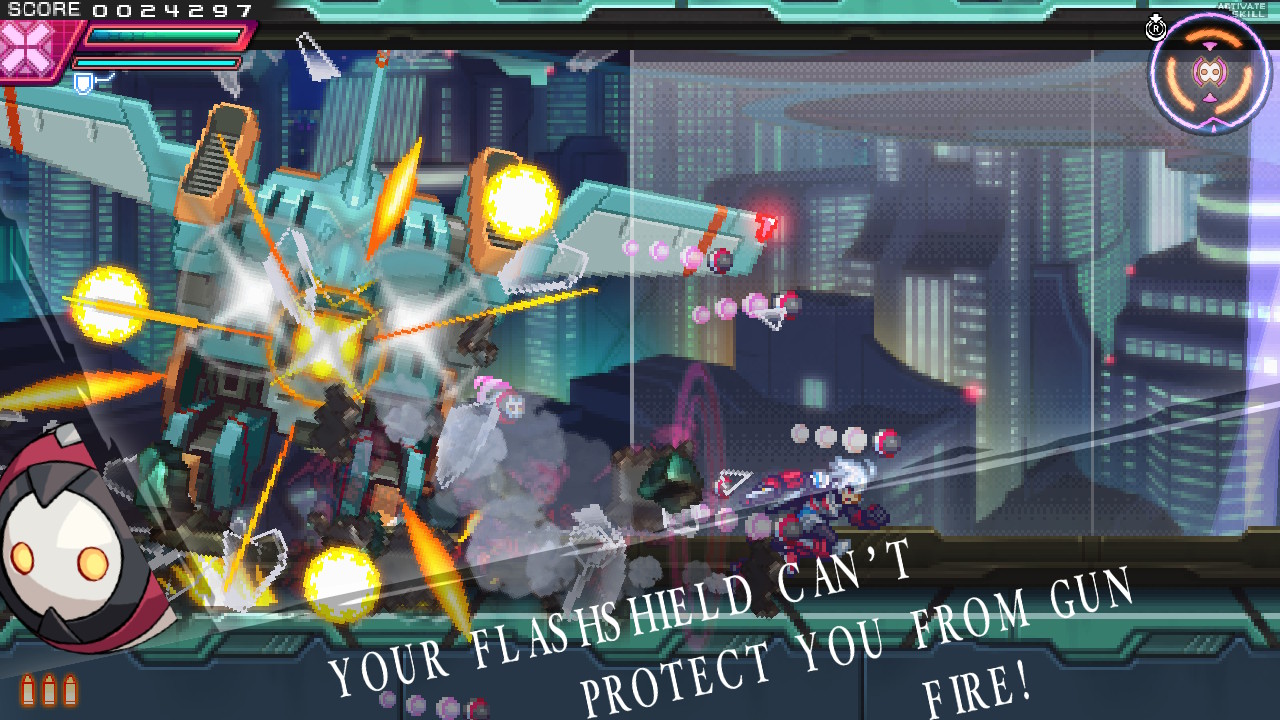 SCORE 0024297
ACTIVATE
SKILL
R
YOUR FLASHSHIELD CAN'T
PROTECT YOU FROM GUN
FIRE!